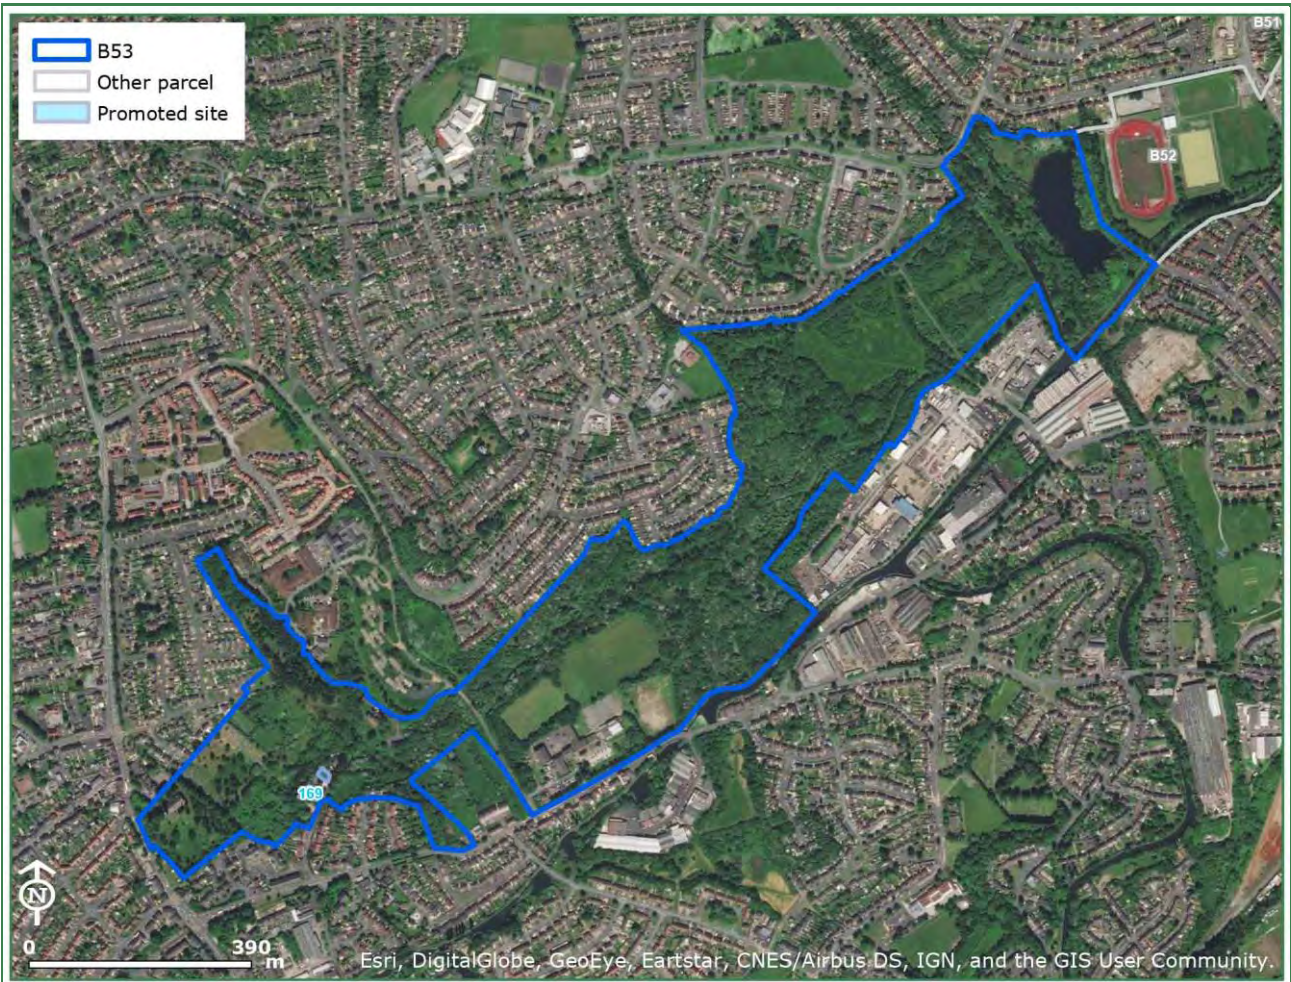 B53
Other parcel
Promoted site
B51
B52
169
N
0 390 m
Esri, DigitalGlobe, GeoEye, Eartstar, CNES/Airbus DS, IGN, and the GIS User Community.